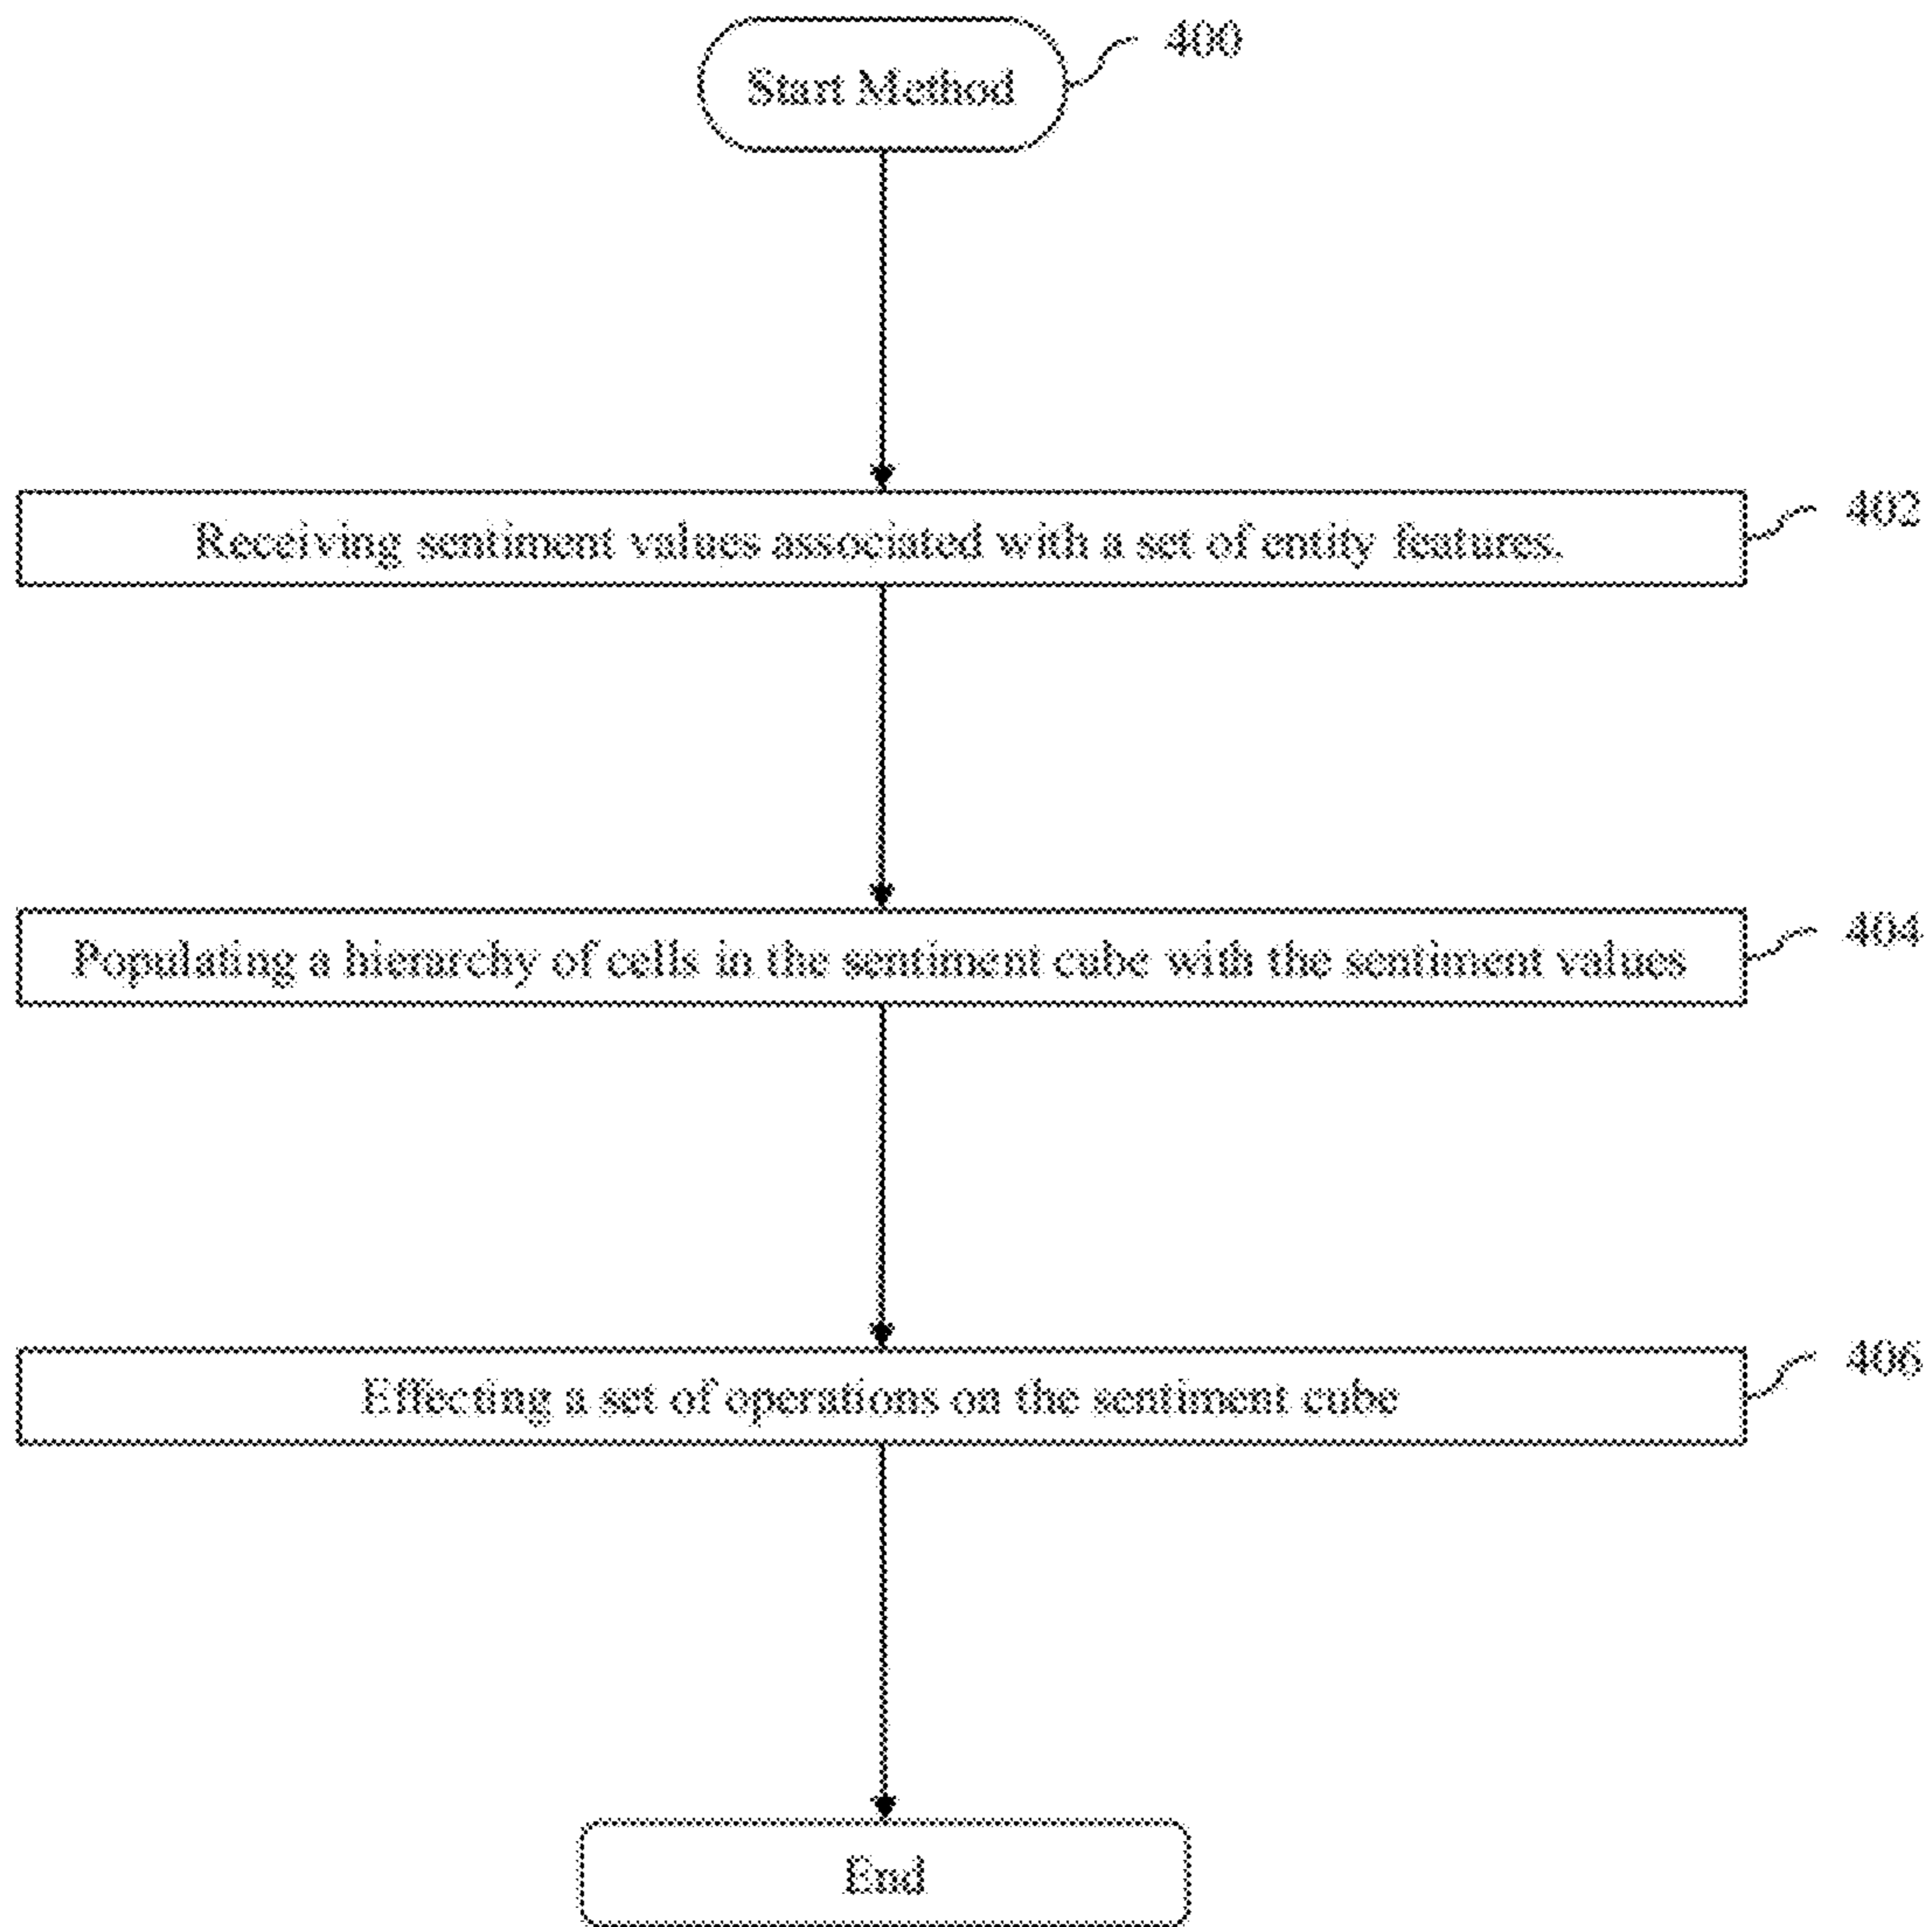 Start Method
400
Receiving sentiment values associated with a set of entity features.
402
Populating a hierarchy of cells in the sentiment cube with the sentiment values
404
Effecting a set of operations on the sentiment cube
406
End